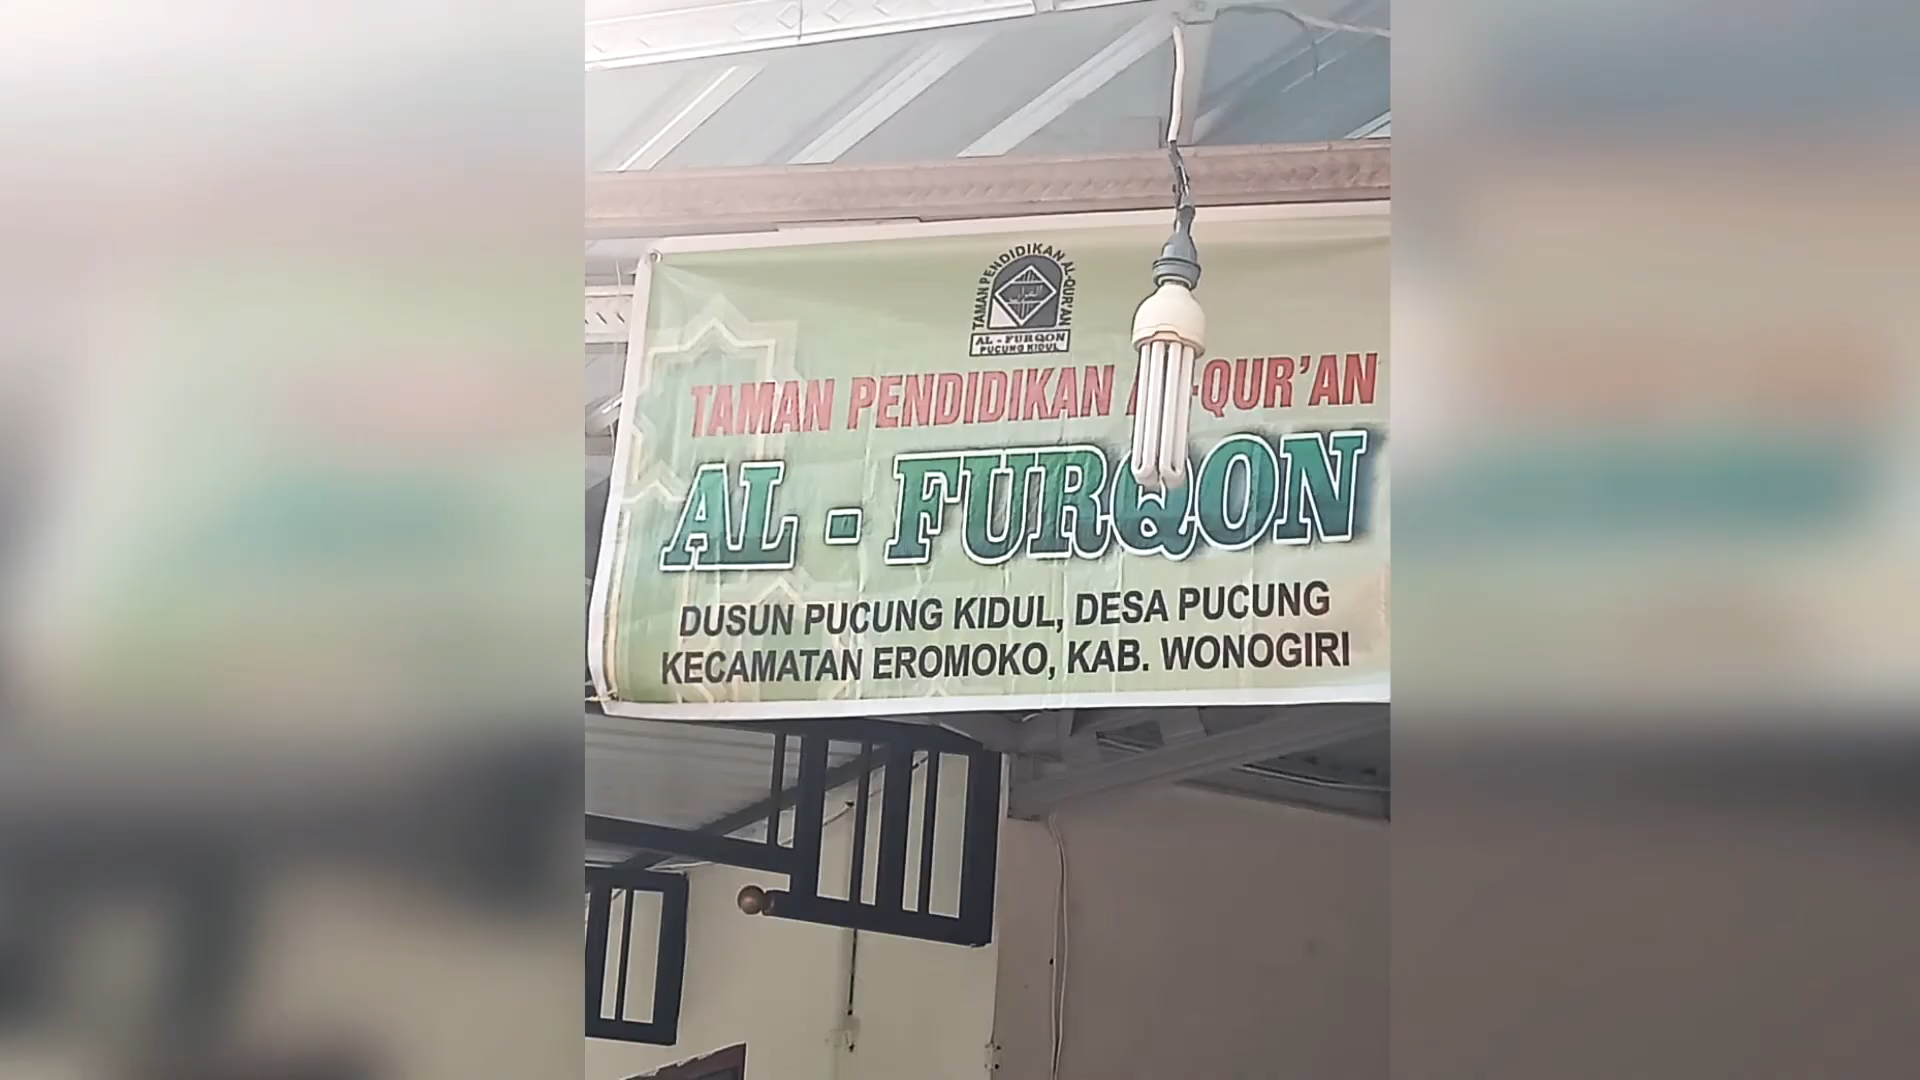 TAMAN PENDIDIKAN AL-QUR'AN
AL - FURQON
PUCUNG KIDUL
TAMAN PENDIDIKAN AL-QUR'AN
AL - FURQON
DUSUN PUCUNG KIDUL, DESA PUCUNG
KECAMATAN EROMOKO, KAB. WONOGIRI